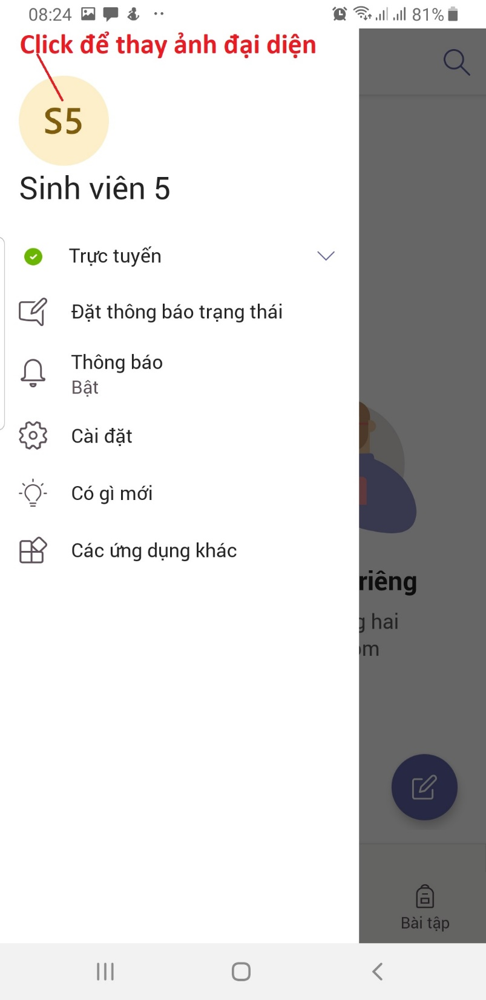 08:24
81%
Click để thay ảnh đại diện
S5
Sinh viên 5
Trực tuyến
Đặt thông báo trạng thái
Thông báo
Bật
Cài đặt
Có gì mới
Các ứng dụng khác
riêng
g hai
om
Bài tập